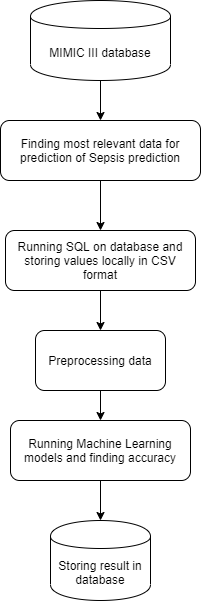 MIMIC III database
Finding most relevant data for
prediction of Sepsis prediction
Running SQL on database and
storing values locally in CSV
format
Preprocessing data
Running Machine Learning
models and finding accuracy
Storing result in
database